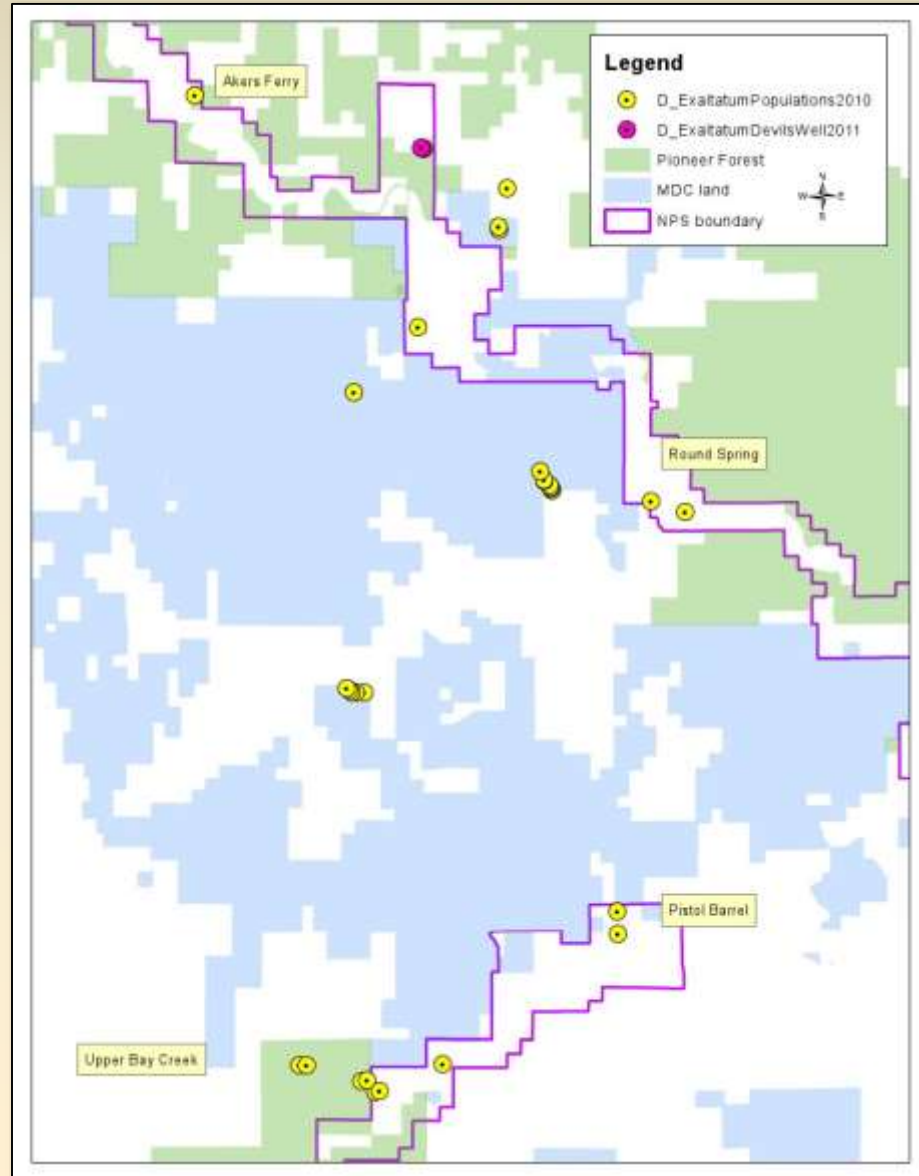 Legend
D_ExaltatumPopulations2010
D_ExaltatumDevilsWell2011
Pioneer Forest
MDC land
NPS boundary
N
W
E
S
Akers Ferry
Round Spring
Pistol Barrel
Upper Bay Creek